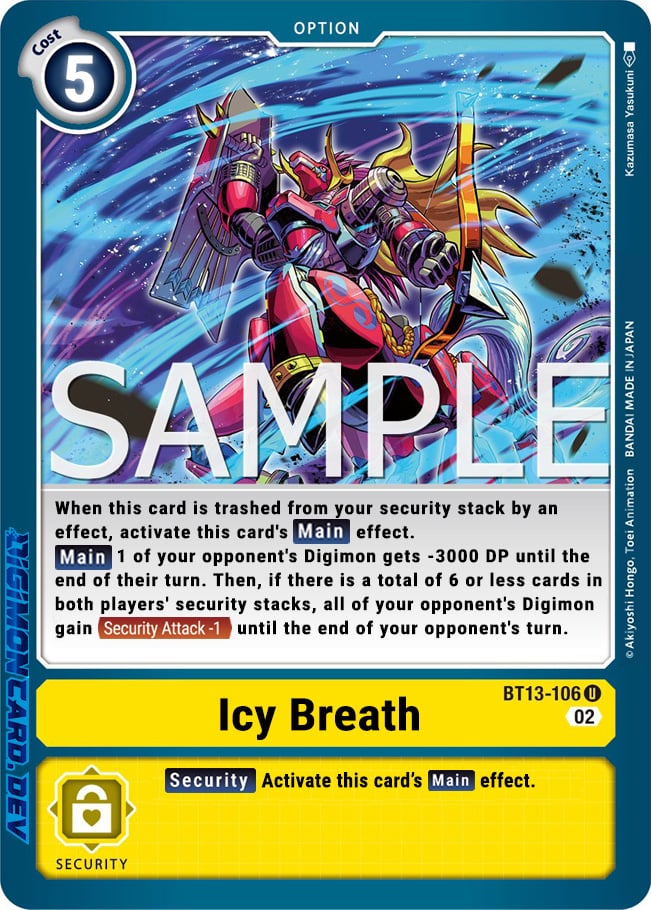 OPTION
Cost
5
Kazumasa Yasukuni
SAMPLE
© Akiyoshi Hongo, Toei Animation BANDAI MADE IN JAPAN
When this card is trashed from your security stack by an
effect, activate this card's Main effect.
Main 1 of your opponent's Digimon gets -3000 DP until the
end of their turn. Then, if there is a total of 6 or less cards in
both players' security stacks, all of your opponent's Digimon
gain Security Attack -1 until the end of your opponent's turn.
DIGIMONCARD.DEV
BT13-106 U
Icy Breath
02
Security Activate this card's Main effect.
SECURITY